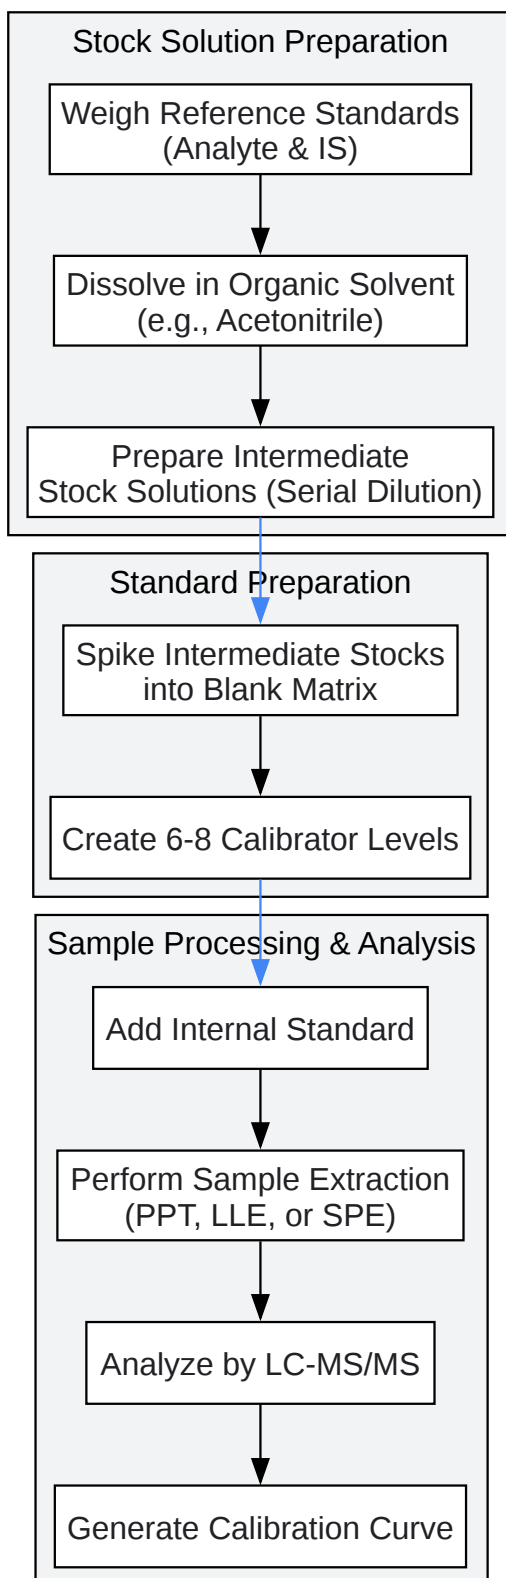 Stock Solution Preparation
Weigh Reference Standards
(Analyte & IS)
Dissolve in Organic Solvent
(e.g., Acetonitrile)
Prepare Intermediate
Stock Solutions (Serial Dilution)
Standard Preparation
Spike Intermediate Stocks
into Blank Matrix
Create 6-8 Calibrator Levels
Sample Processing & Analysis
Add Internal Standard
Perform Sample Extraction
(PPT, LLE, or SPE)
Analyze by LC-MS/MS
Generate Calibration Curve